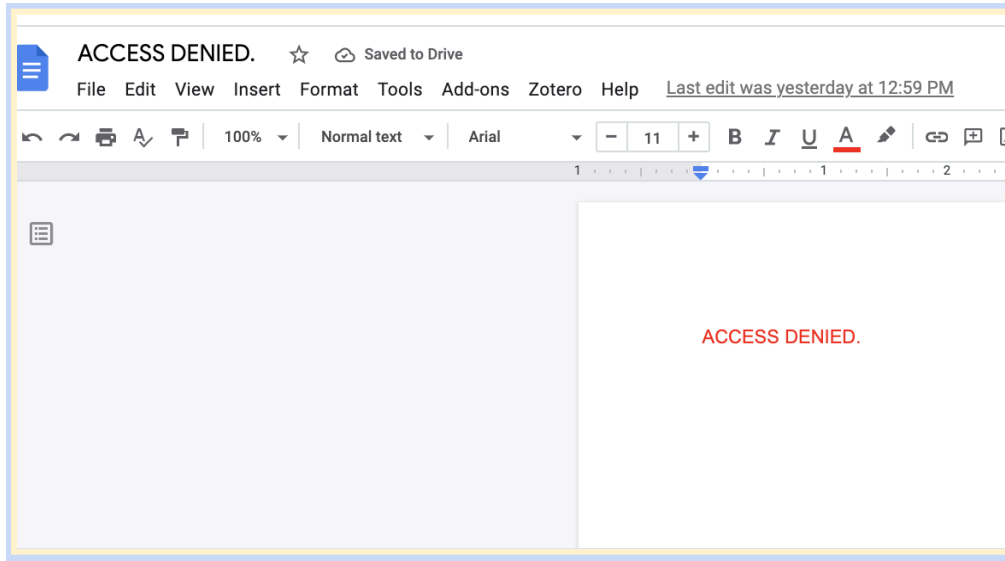 ACCESS DENIED. Saved to Drive
File Edit View Insert Format Tools Add-ons Zotero Help Last edit was yesterday at 12:59 PM
100% Normal text Arial − 11 + B I U A
1 1 2
ACCESS DENIED.